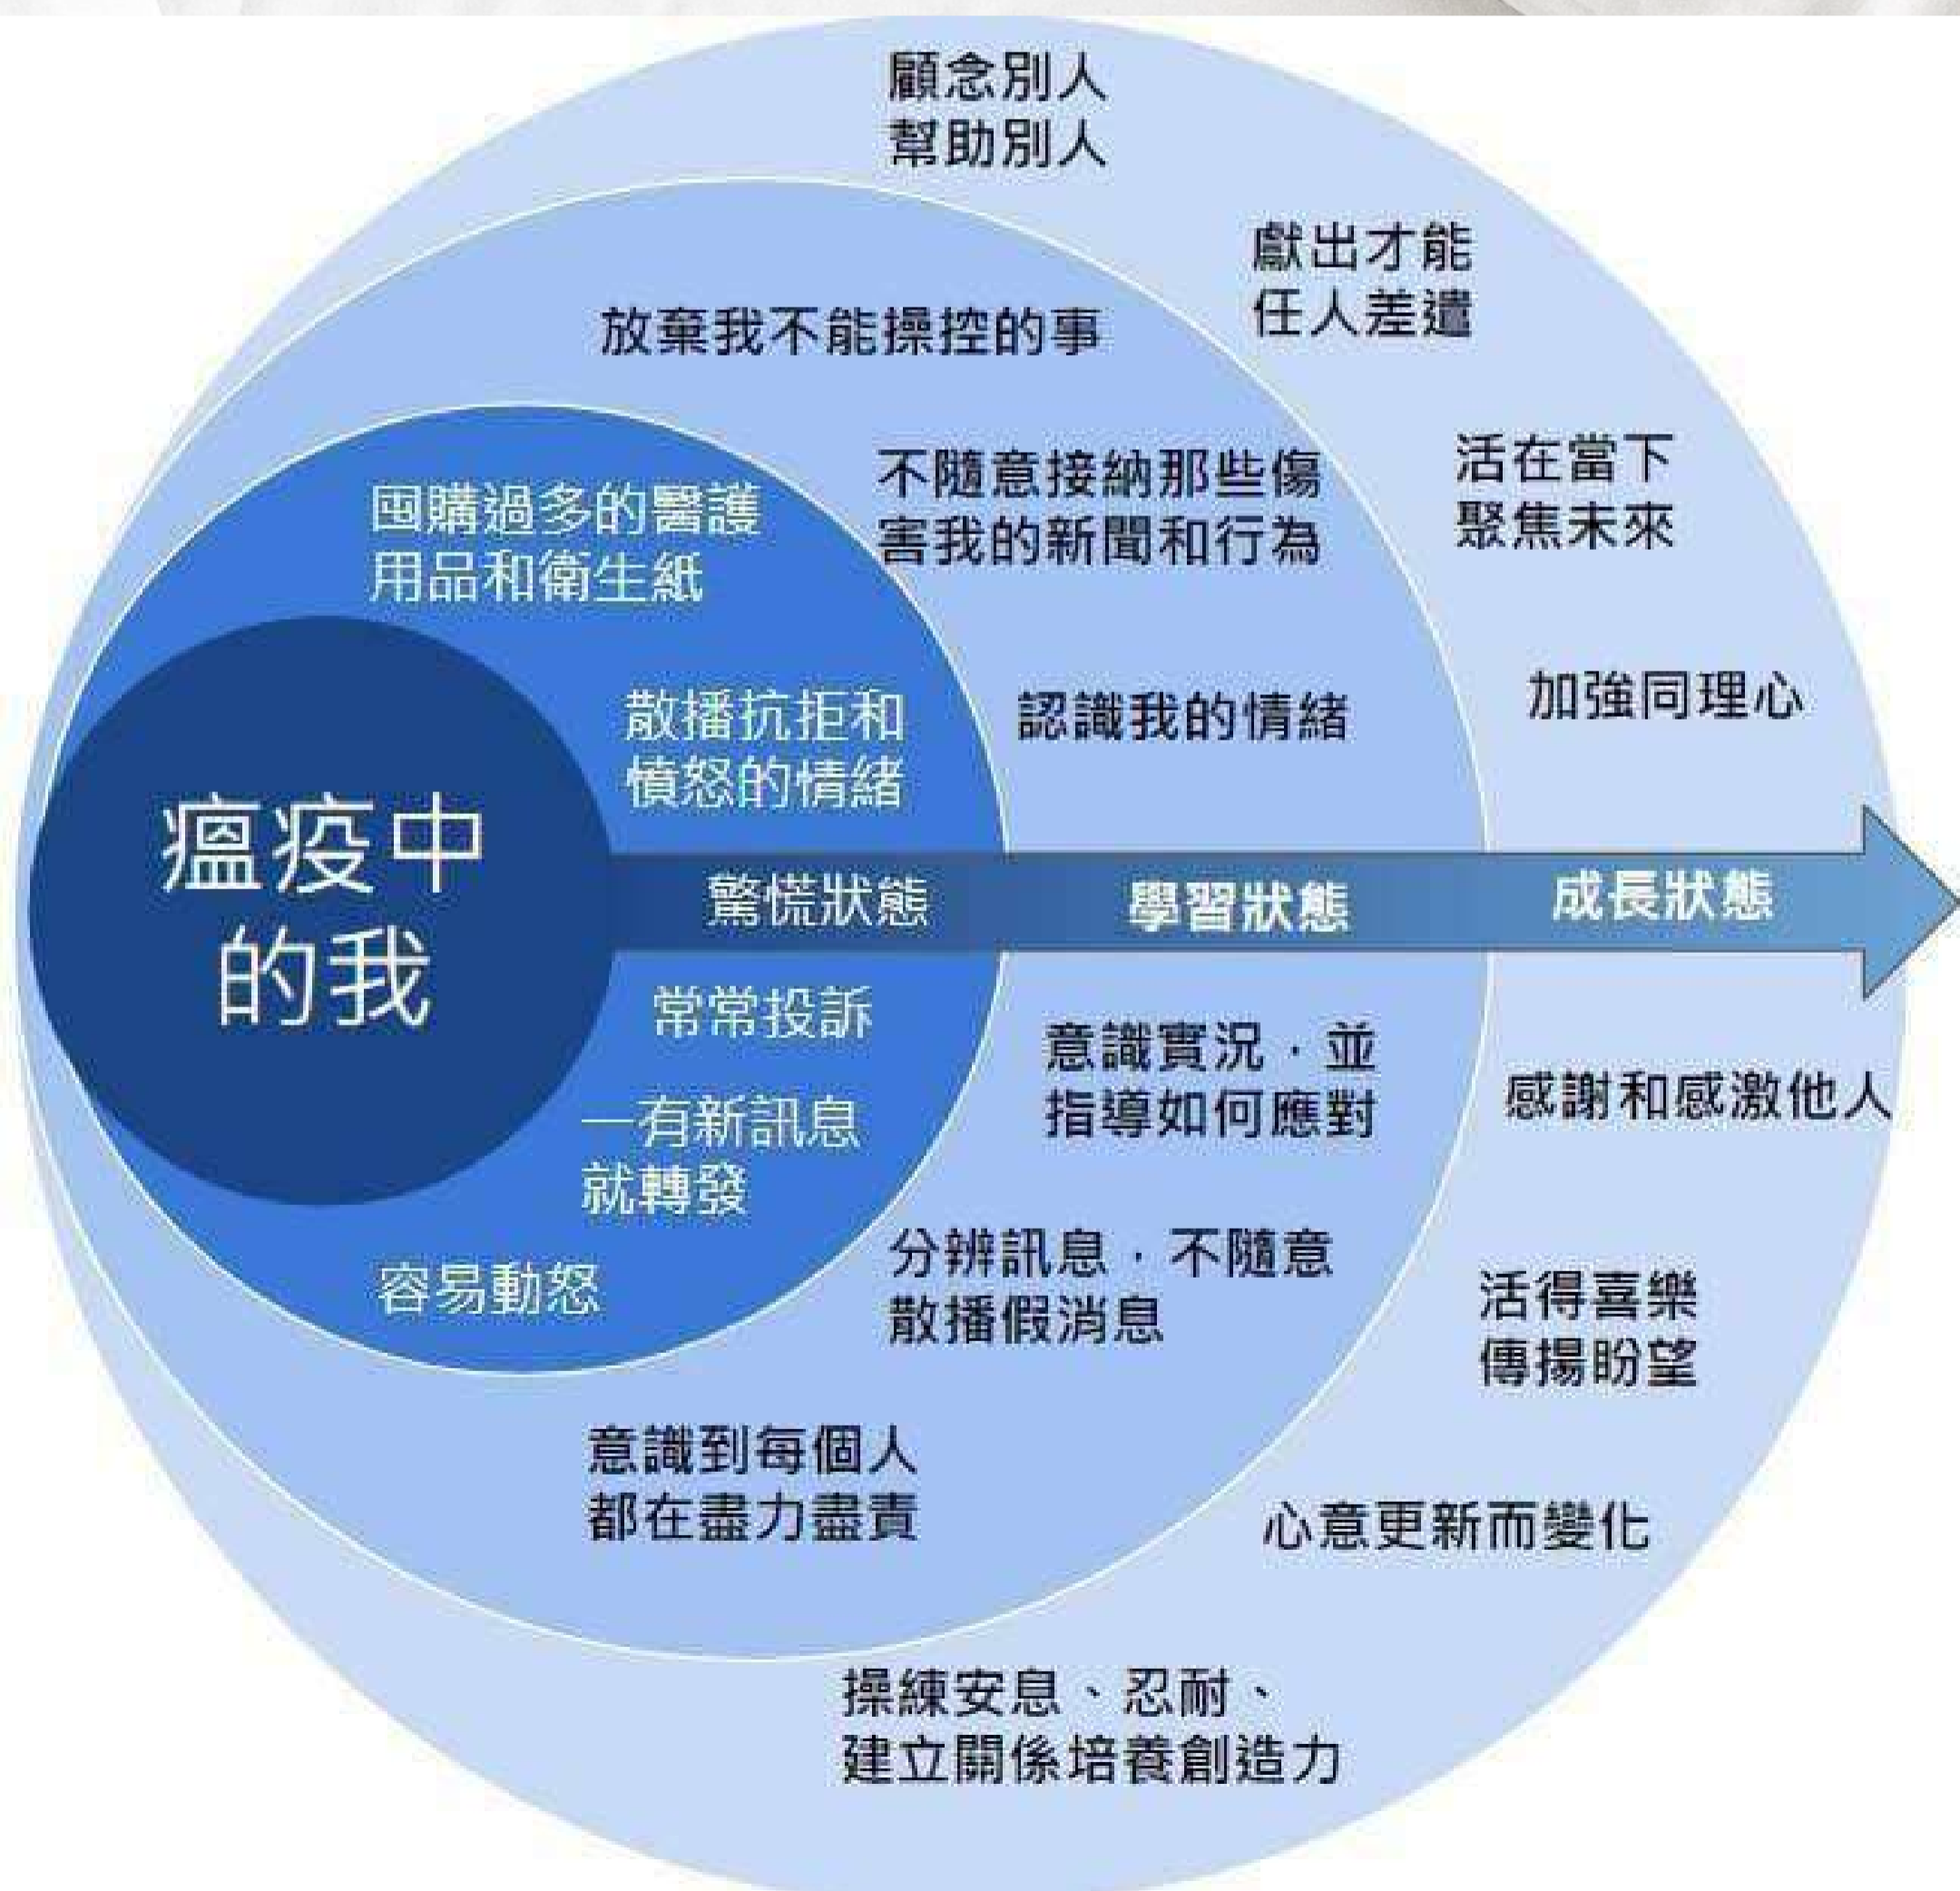 顧念別人
幫助別人
獻出才能
任人差遣
放棄我不能操控的事
活在當下
聚焦未來
不隨意接納那些傷
害我的新聞和行為
囤購過多的醫護
用品和衛生紙
加強同理心
認識我的情緒
散播抗拒和
憤怒的情緒
瘟疫中
的我
驚慌狀態
學習狀態
成長狀態
常常投訴
意識實況，並
指導如何應對
感謝和感激他人
一有新訊息
就轉發
分辨訊息，不隨意
散播假消息
容易動怒
活得喜樂
傳揚盼望
意識到每個人
都在盡力盡責
心意更新而變化
操練安息、忍耐、
建立關係培養創造力